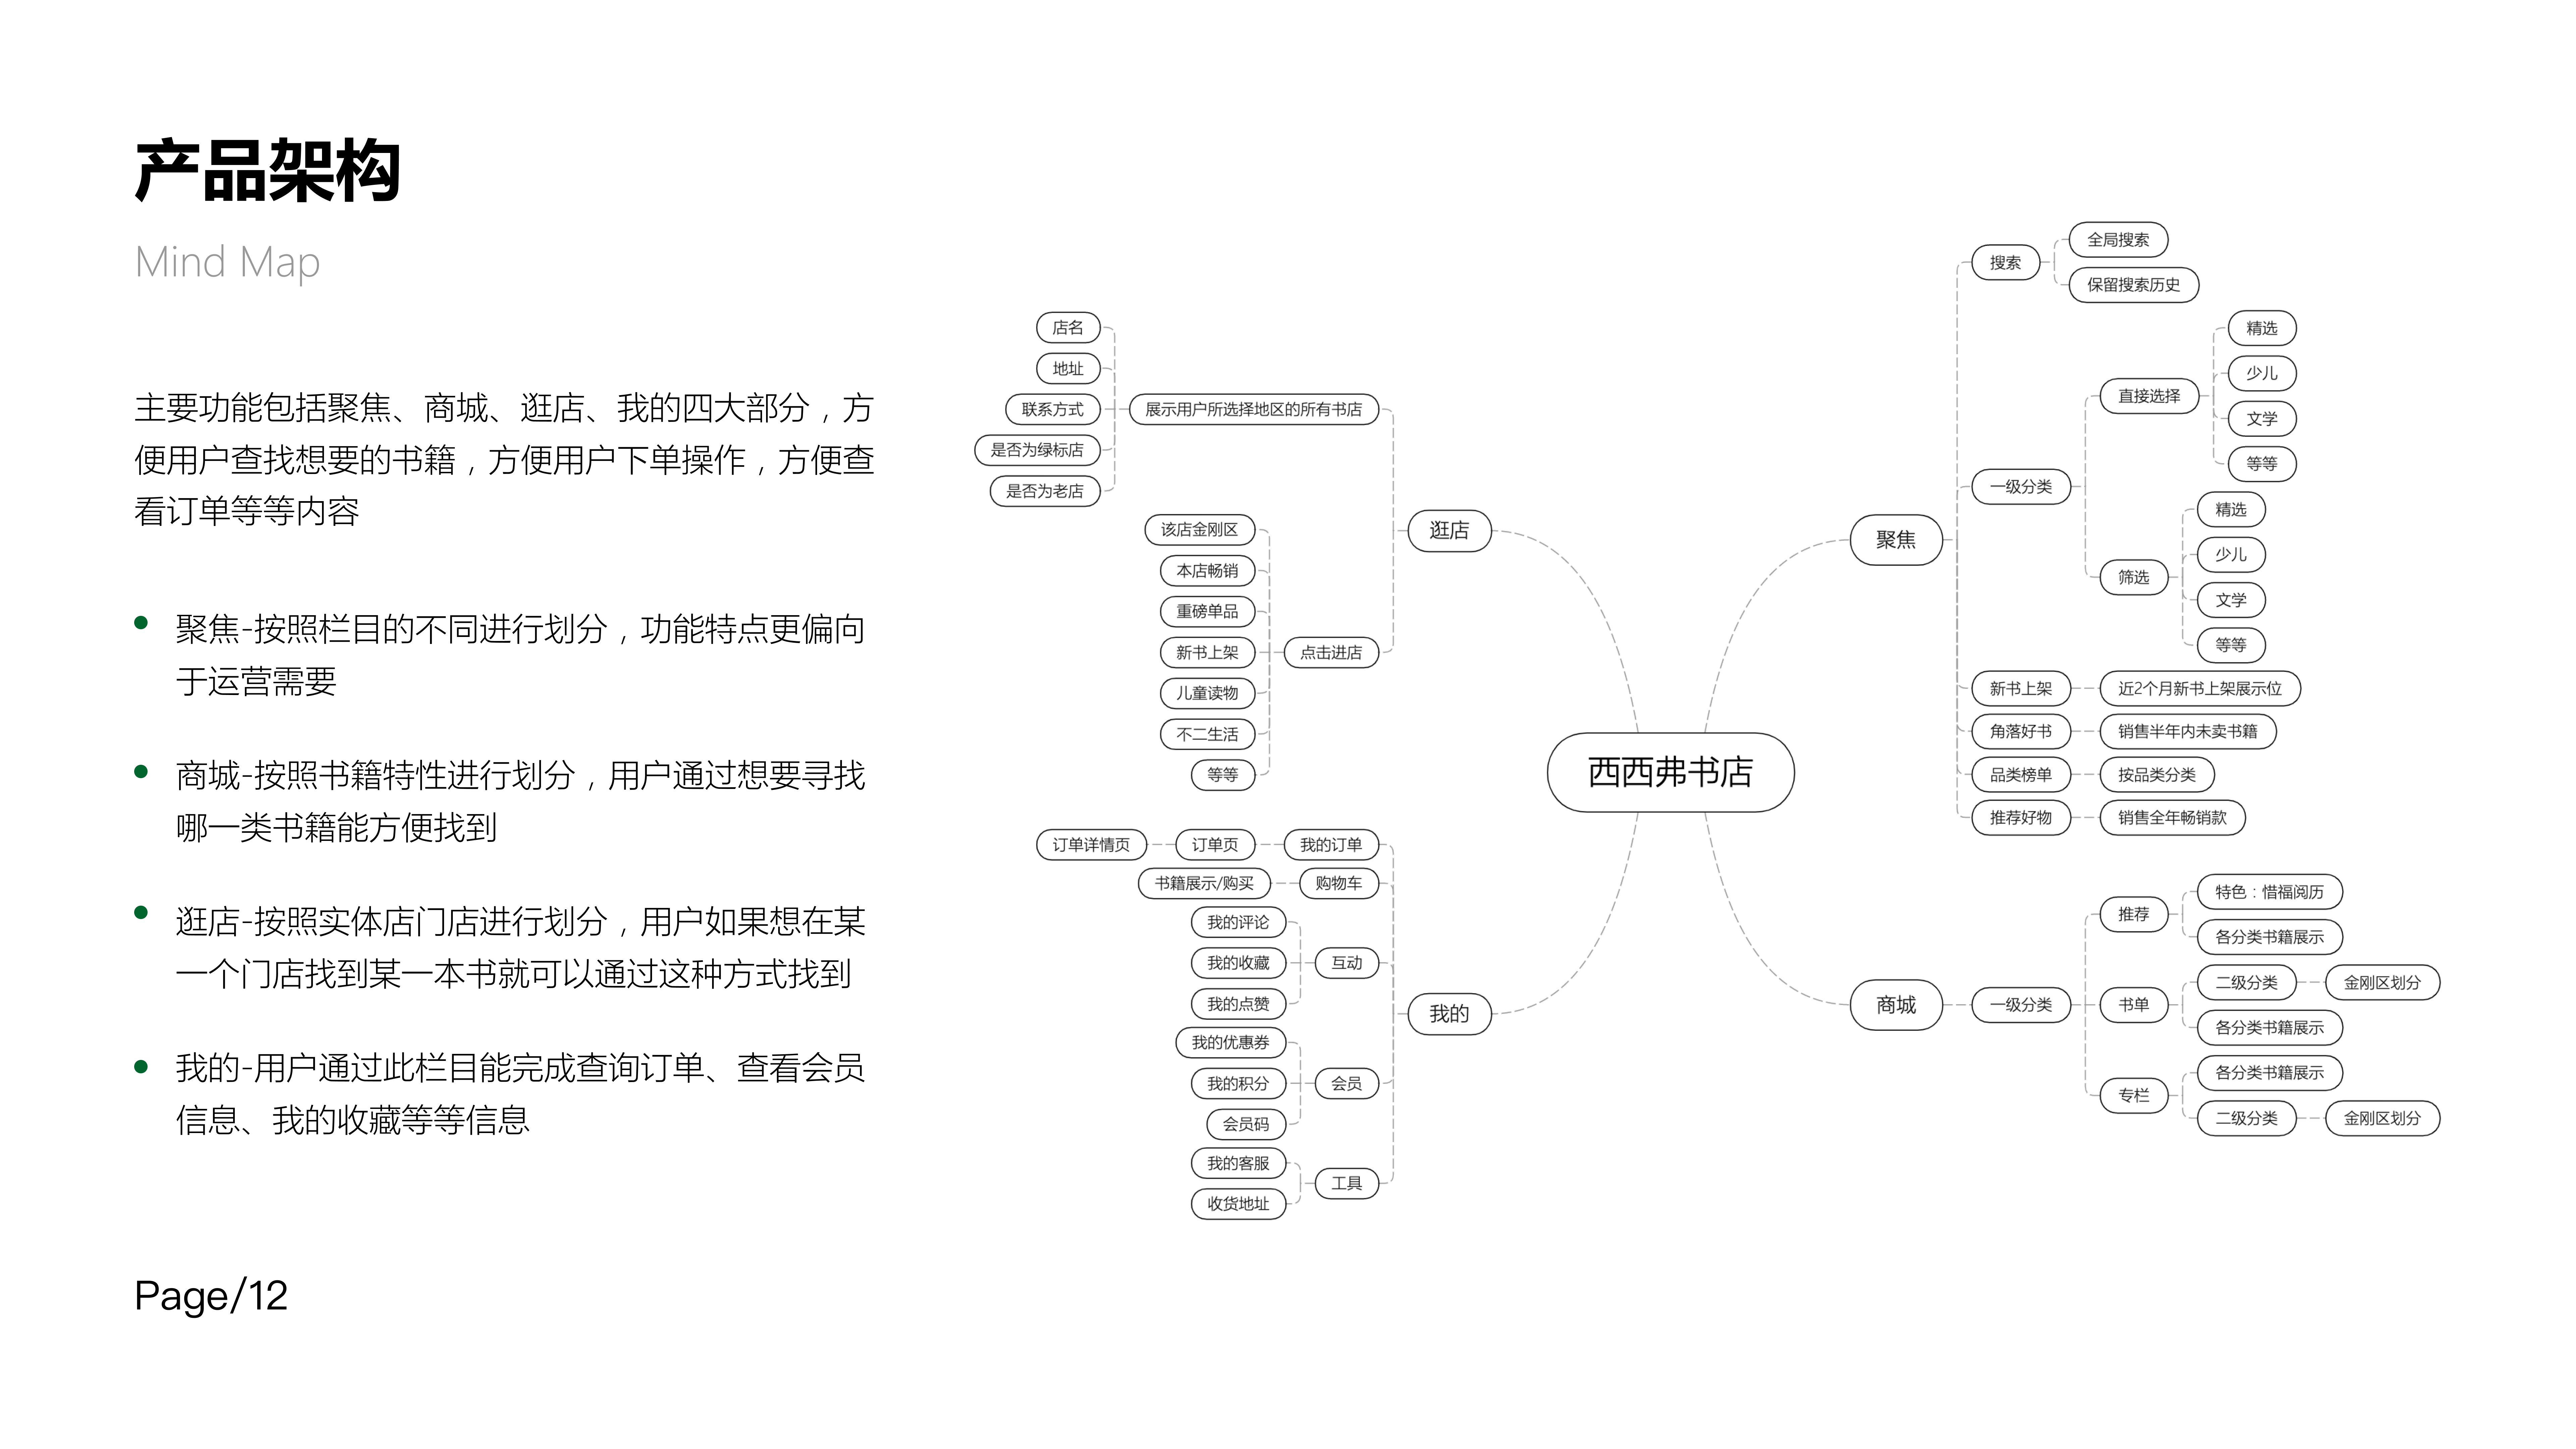 产品架构
Mind Map
主要功能包括聚焦、商城、逛店、我的四大部分，方
便用户查找想要的书籍，方便用户下单操作，方便查
看订单等等内容
聚焦-按照栏目的不同进行划分，功能特点更偏向
于运营需要
商城-按照书籍特性进行划分，用户通过想要寻找
哪一类书籍能方便找到
逛店-按照实体店门店进行划分，用户如果想在某
一个门店找到某一本书就可以通过这种方式找到
我的-用户通过此栏目能完成查询订单、查看会员
信息、我的收藏等等信息
Page/12
西西弗书店
逛店
展示用户所选择地区的所有书店
店名
地址
联系方式
是否为绿标店
是否为老店
点击进店
该店金刚区
本店畅销
重磅单品
新书上架
儿童读物
不二生活
等等
我的
我的订单
订单页
订单详情页
购物车
书籍展示/购买
互动
我的评论
我的收藏
我的点赞
会员
我的优惠券
我的积分
会员码
工具
我的客服
收货地址
聚焦
搜索
全局搜索
保留搜索历史
一级分类
直接选择
精选
少儿
文学
等等
筛选
精选
少儿
文学
等等
新书上架
近2个月新书上架展示位
角落好书
销售半年内未卖书籍
品类榜单
按品类分类
推荐好物
销售全年畅销款
商城
一级分类
推荐
特色：惜福阅历
各分类书籍展示
书单
二级分类
金刚区划分
各分类书籍展示
专栏
各分类书籍展示
二级分类
金刚区划分